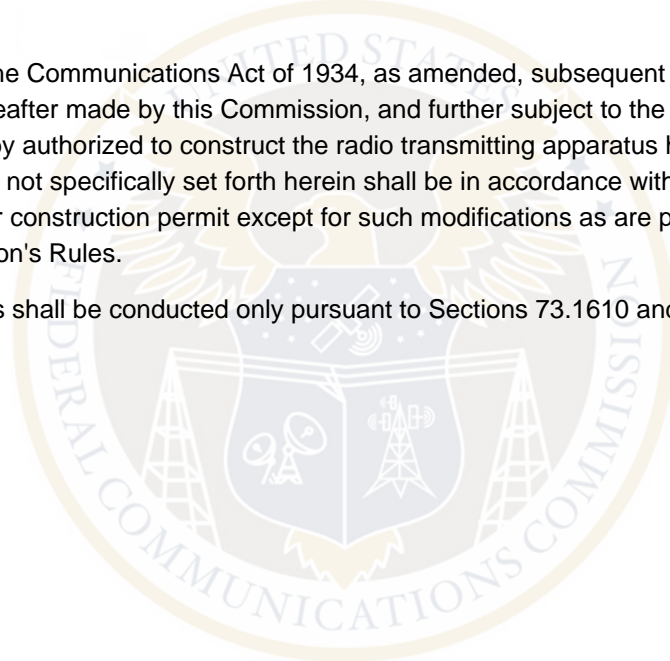 he Communications Act of 1934, as amended, subsequent
eafter made by this Commission, and further subject to the
y authorized to construct the radio transmitting apparatus h
not specifically set forth herein shall be in accordance with
r construction permit except for such modifications as are p
on's Rules.
s shall be conducted only pursuant to Sections 73.1610 and
UNITED STATES
FEDERAL COMMUNICATIONS COMMISSION